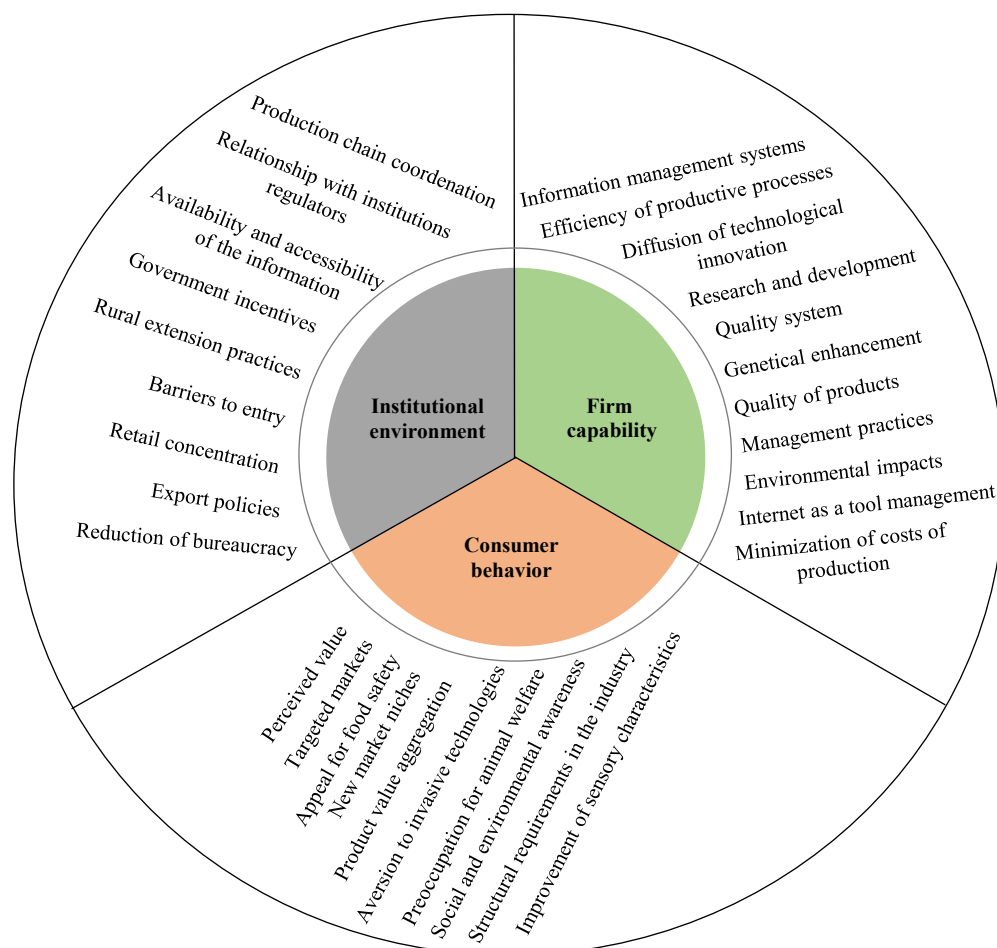 Production chain coordenation
Relationship with institutions
regulators
Availability and accessibility
of the information
Government incentives
Rural extension practices
Barriers to entry
Retail concentration
Export policies
Reduction of bureaucracy
Information management systems
Efficiency of productive processes
Diffusion of technological
innovation
Research and development
Quality system
Genetical enhancement
Quality of products
Management practices
Environmental impacts
Internet as a tool management
Minimization of costs of
production
Institutional
environment
Firm
capability
Consumer
behavior
Perceived value
Targeted markets
Appeal for food safety
New market niches
Product value aggregation
Aversion to invasive technologies
Preoccupation for animal welfare
Social and environmental awareness
Structural requirements in the industry
Improvement of sensory characteristics